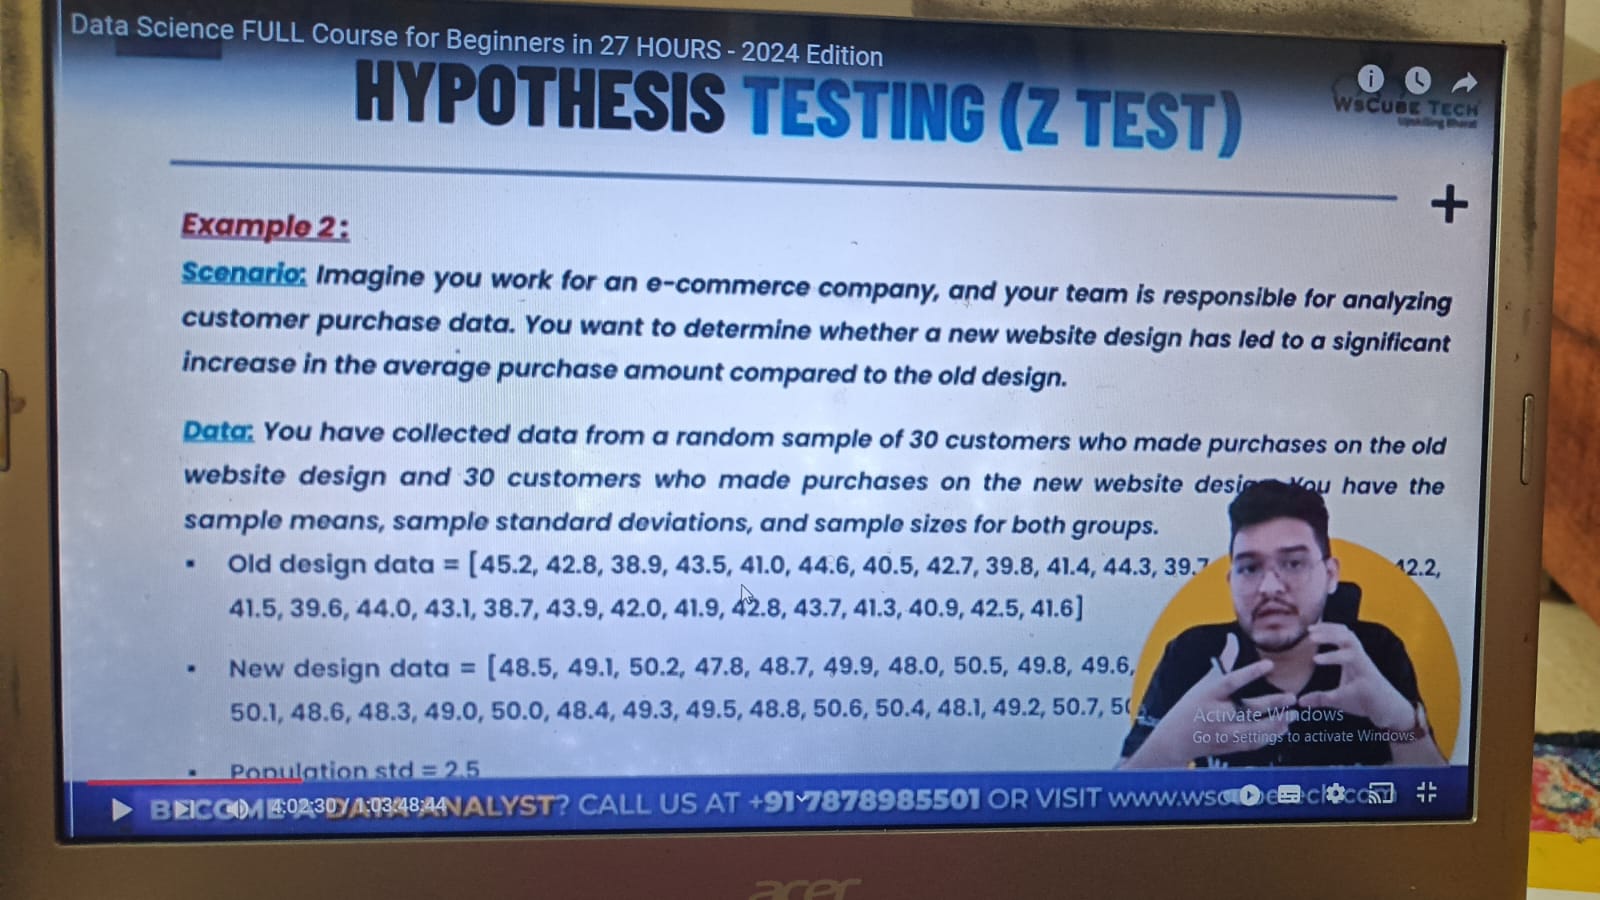 Data Science FULL Course for Beginners in 27 HOURS - 2024 Edition
HYPOTHESIS TESTING (Z TEST)
WsCube Tech
Upskilling Bharat
Example 2:
Scenario: Imagine you work for an e-commerce company, and your team is responsible for analyzing
customer purchase data. You want to determine whether a new website design has led to a significant
increase in the average purchase amount compared to the old design.
Data: You have collected data from a random sample of 30 customers who made purchases on the old
website design and 30 customers who made purchases on the new website You have the
sample means, sample standard deviations, and sample sizes for both groups.
▪ Old design data = [45.2, 42.8, 38.9, 43.5, 41.0, 44.6, 40.5, 42.7, 39.8, 41.4, 44.3, 39.7 42.2,
41.5, 39.6, 44.0, 43.1, 38.7, 43.9, 42.0, 41.9, 42.8, 43.7, 41.3, 40.9, 42.5, 41.6]
▪ New design data = [48.5, 49.1, 50.2, 47.8, 48.7, 49.9, 48.0, 50.5, 49.8, 49.6,
50.1, 48.6, 48.3, 49.0, 50.0, 48.4, 49.3, 49.5, 48.8, 50.6, 50.4, 48.1, 49.2, 50.7,
Activate Windows
Go to Settings to activate Windows.
▪ Population std = 2.5
4:02:30 / 1:03:48:44
BECOME A DATA ANALYST? CALL US AT +91-7878985501 OR VISIT
acer